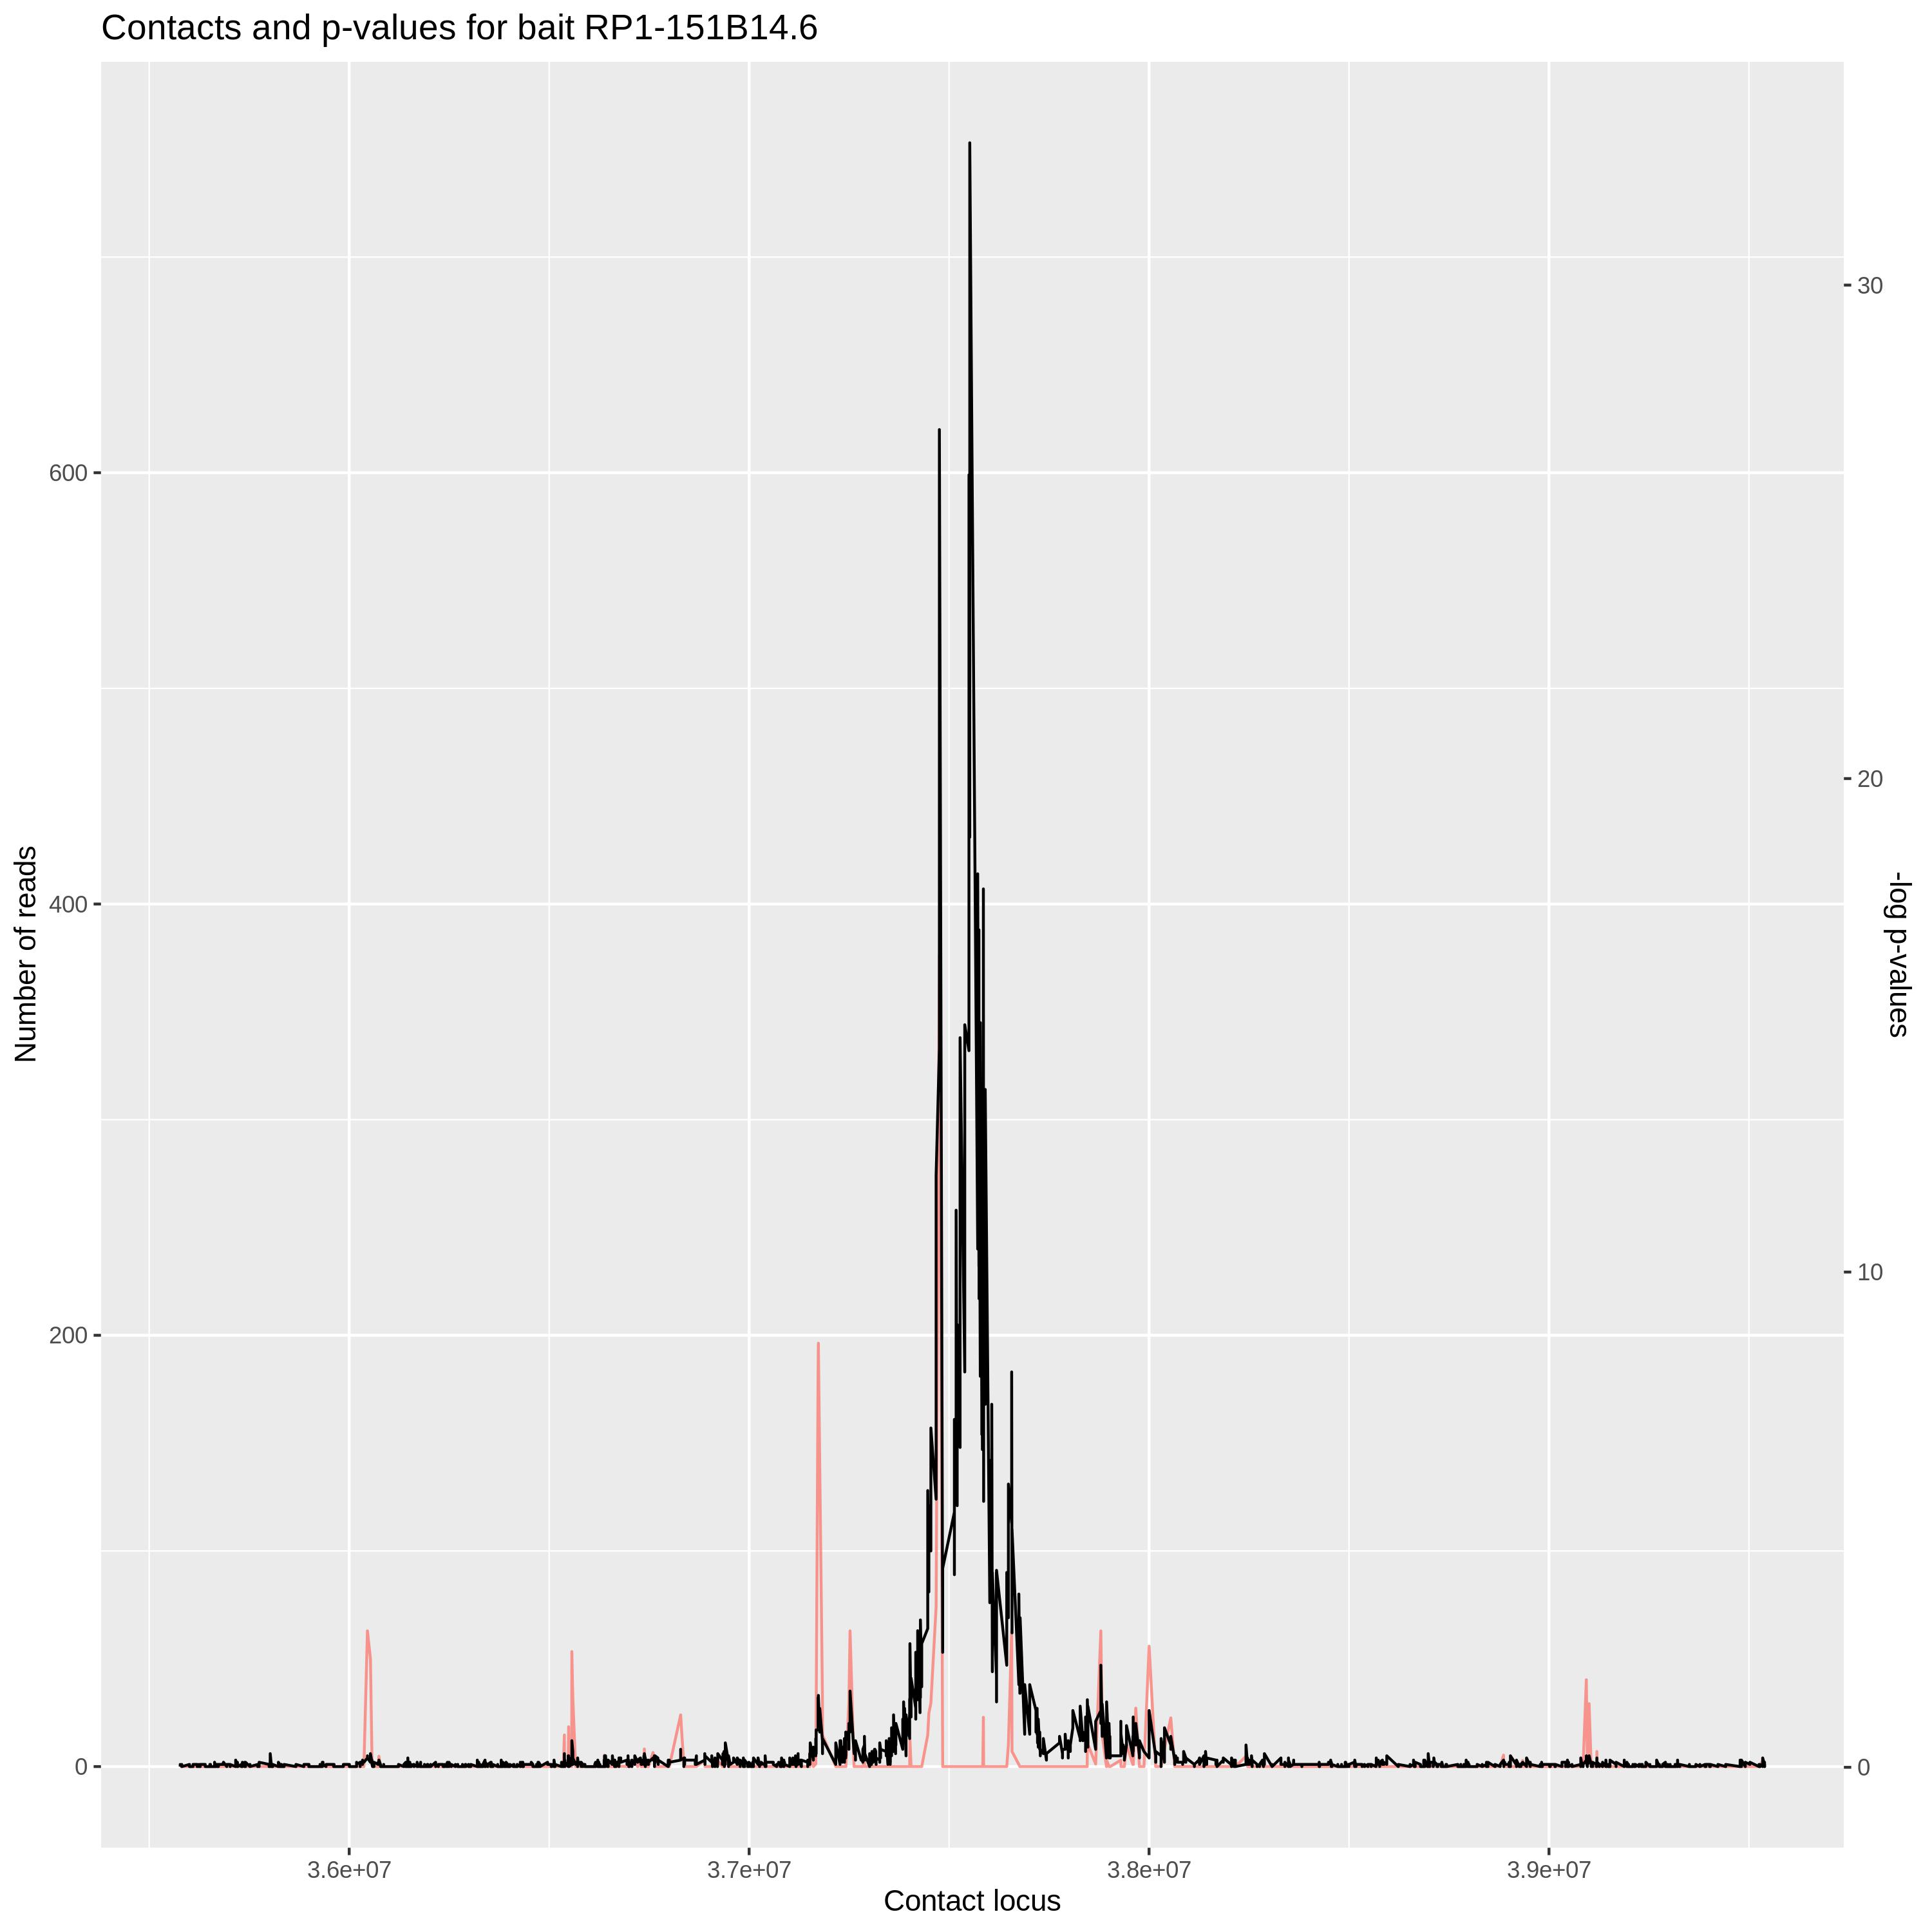 Contacts and p-values for bait RP1-151B14.6
600
400
200
0
Number of reads
30
20
10
0
-log p-values
3.6e+07
3.7e+07
3.8e+07
3.9e+07
Contact locus